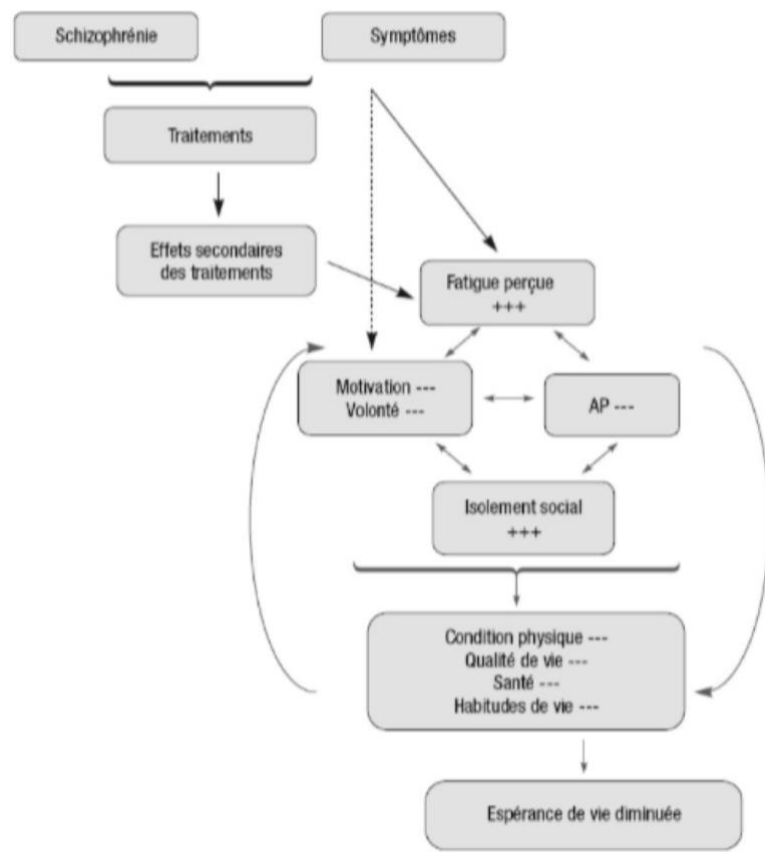 Schizophrénie
Symptômes
Traitements
Effets secondaires
des traitements
Fatigue perçue
+++
Motivation ---
Volonté ---
AP ---
Isolement social
+++
Condition physique ---
Qualité de vie ---
Santé ---
Habitudes de vie ---
Espérance de vie diminuée